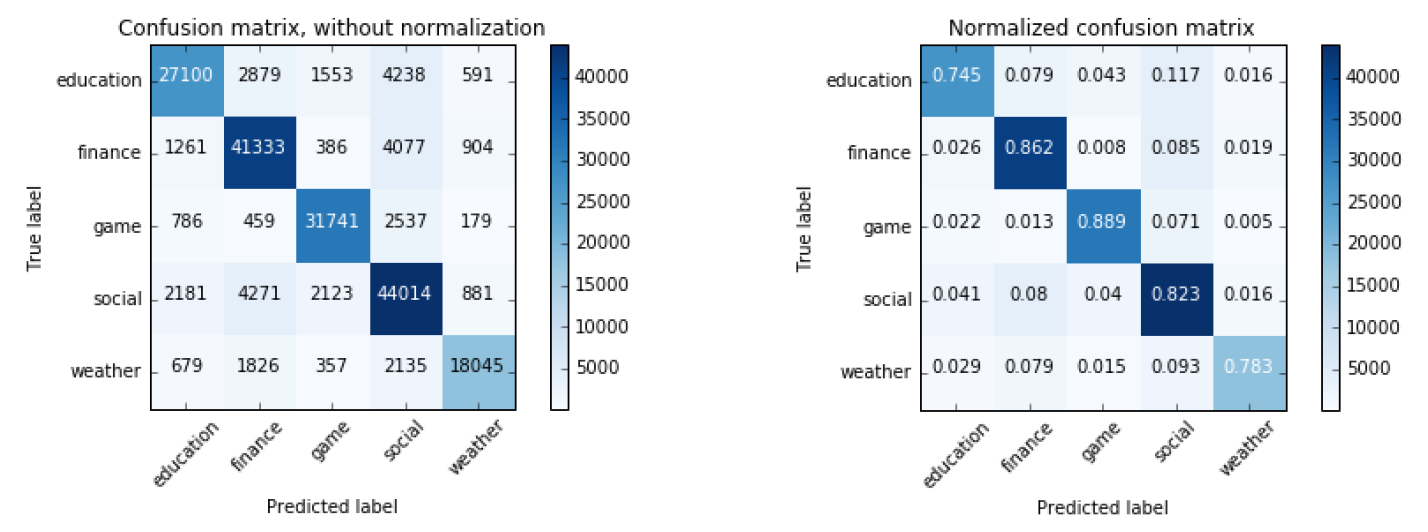 Confusion matrix, without normalization
education 27100 2879 1553 4238 591
finance 1261 41333 386 4077 904
game 786 459 31741 2537 179
social 2181 4271 2123 44014 881
weather 679 1826 357 2135 18045
education finance game social weather
True label
Predicted label
40000
35000
30000
25000
20000
15000
10000
5000
Normalized confusion matrix
education 0.745 0.079 0.043 0.117 0.016
finance 0.026 0.862 0.008 0.085 0.019
game 0.022 0.013 0.889 0.071 0.005
social 0.041 0.08 0.04 0.823 0.016
weather 0.029 0.079 0.015 0.093 0.783
education finance game social weather
True label
Predicted label
40000
35000
30000
25000
20000
15000
10000
5000